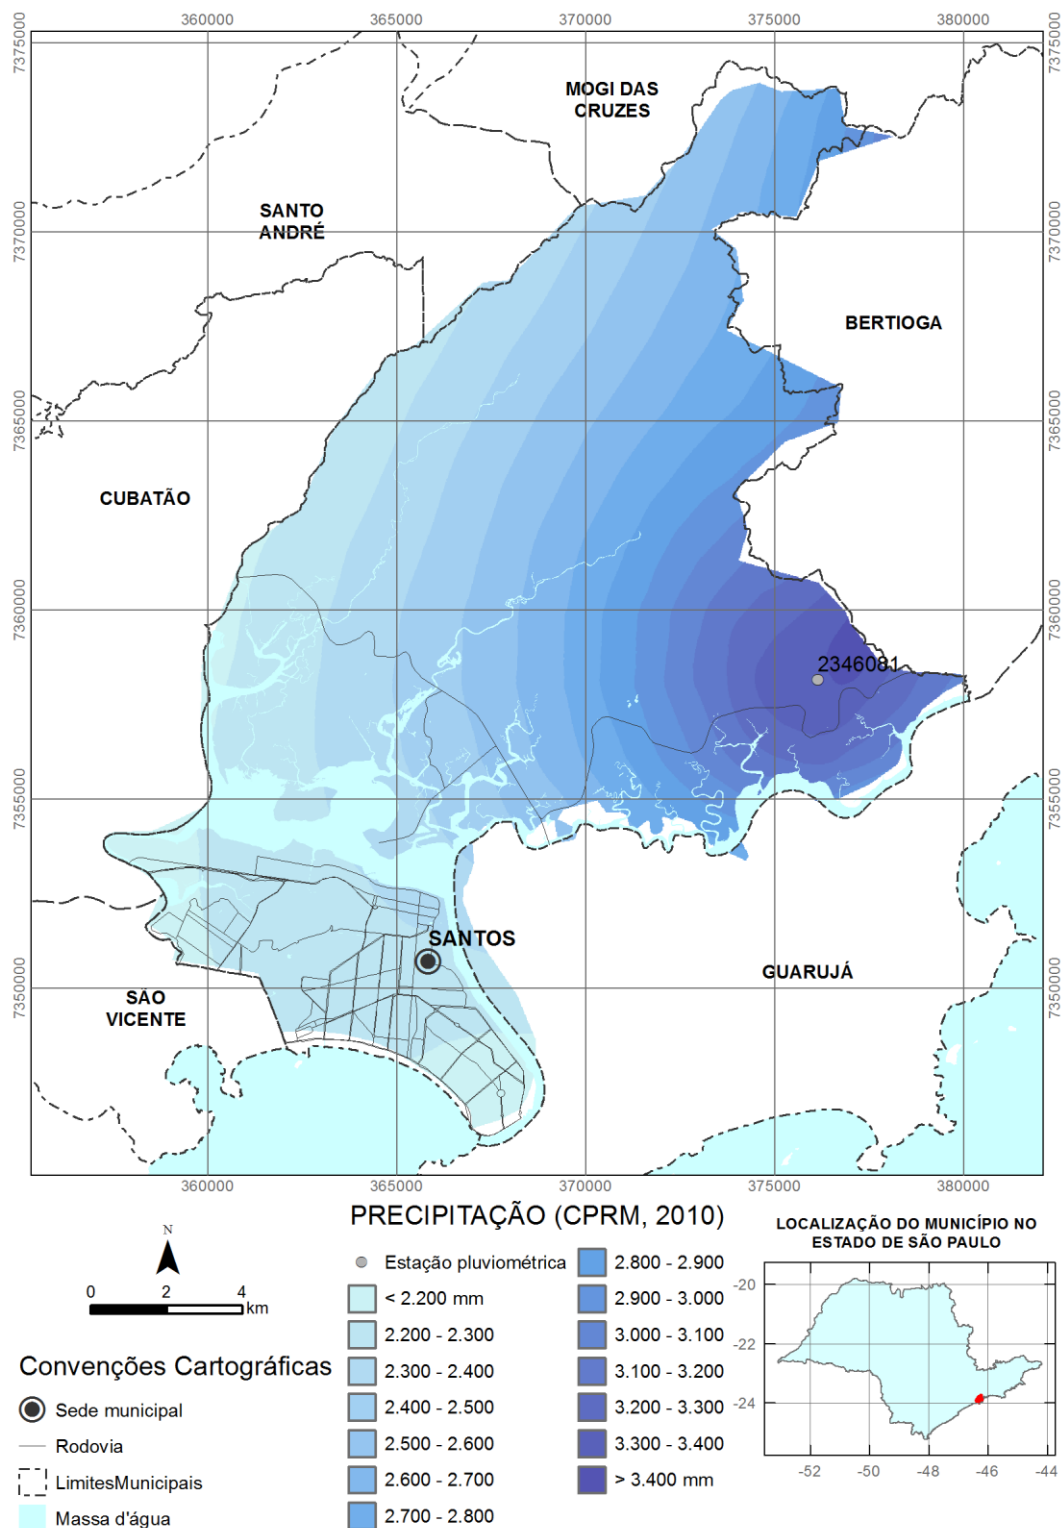 360000 365000 370000 375000 380000
7375000 7375000
MOGI DAS
CRUZES
SANTO
ANDRÉ
7370000 7370000
BERTIOGA
7365000 7365000
CUBATÃO
7360000 7360000
2346081
7355000 7355000
SANTOS
GUARUJÁ
7350000 7350000
SÃO
VICENTE
360000 365000 370000 375000 380000
N
0 2 4
km
Convenções Cartográficas
Sede municipal
Rodovia
LimitesMunicipais
Massa d'água
PRECIPITAÇÃO (CPRM, 2010)
Estação pluviométrica
< 2.200 mm
2.200 - 2.300
2.300 - 2.400
2.400 - 2.500
2.500 - 2.600
2.600 - 2.700
2.700 - 2.800
2.800 - 2.900
2.900 - 3.000
3.000 - 3.100
3.100 - 3.200
3.200 - 3.300
3.300 - 3.400
> 3.400 mm
LOCALIZAÇÃO DO MUNICÍPIO NO
ESTADO DE SÃO PAULO
-20
-22
-24
-52 -50 -48 -46 -44